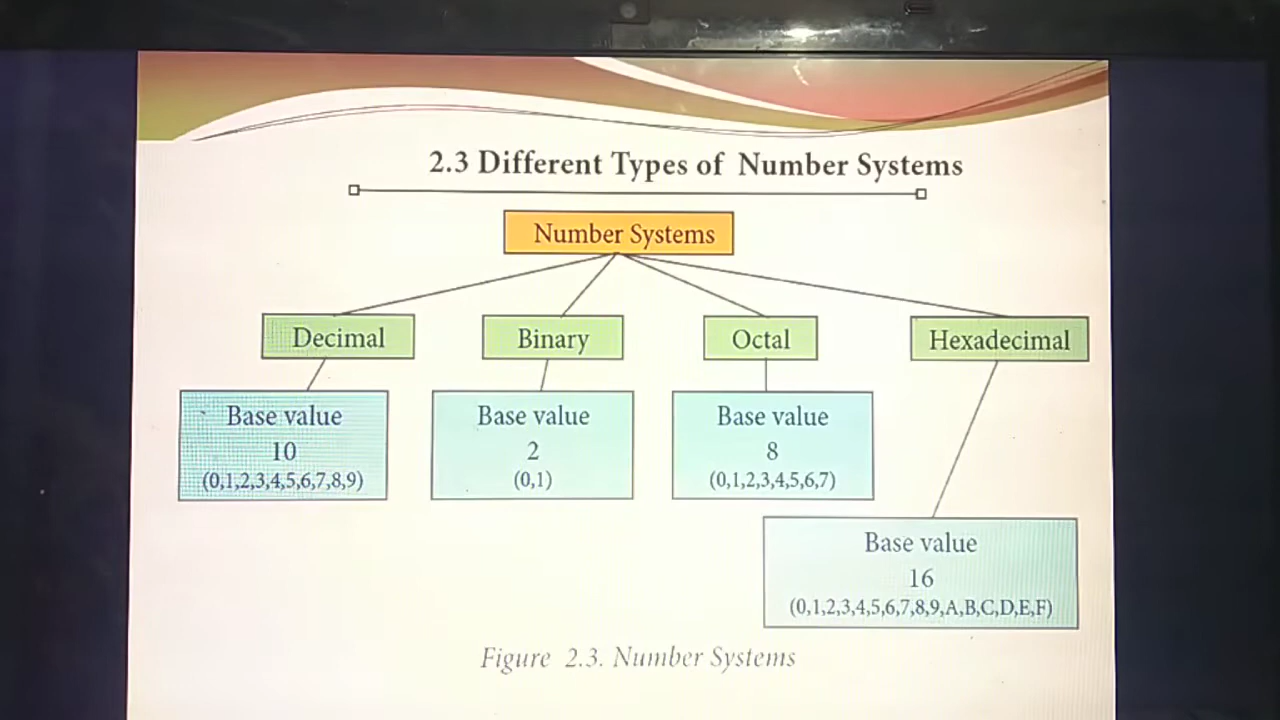 2.3 Different Types of Number Systems
Number Systems
Decimal
Binary
Octal
Hexadecimal
Base value
10
(0,1,2,3,4,5,6,7,8,9)
Base value
2
(0,1)
Base value
8
(0,1,2,3,4,5,6,7)
Base value
16
(0,1,2,3,4,5,6,7,8,9,A,B,C,D,E,F)
Figure 2.3. Number Systems